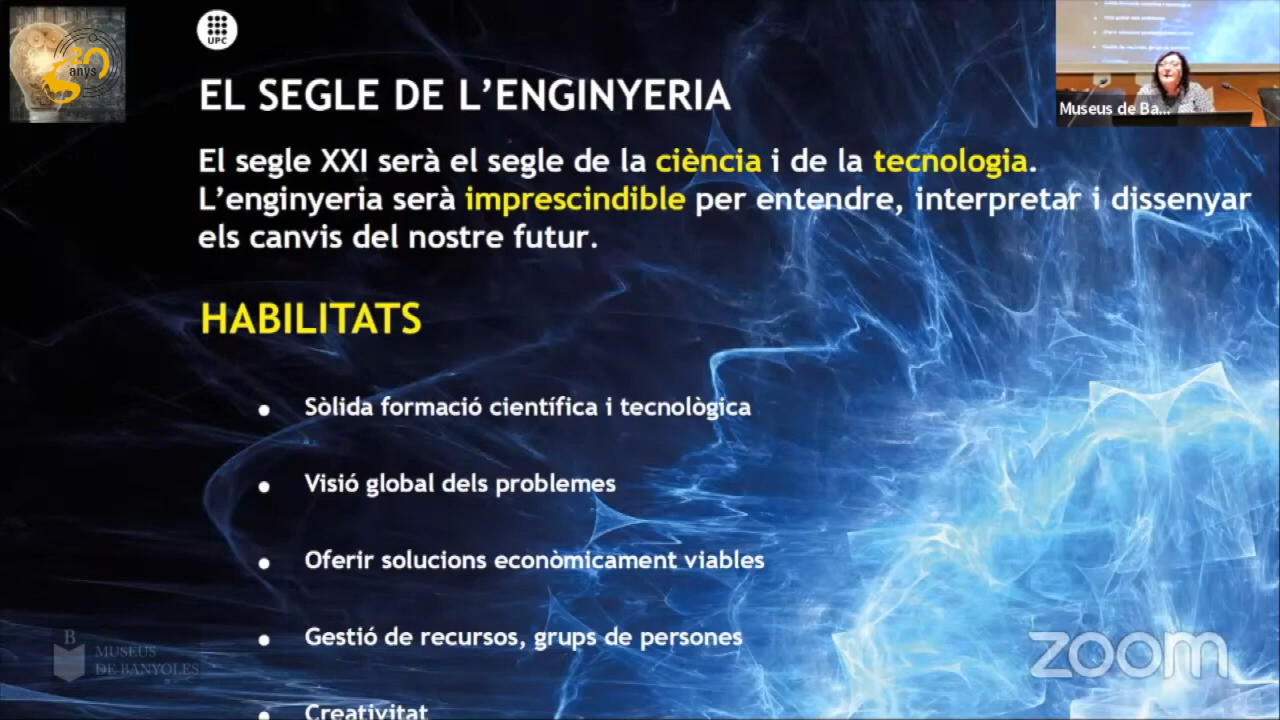 20
anys
UPC
EL SEGLE DE L’ENGINYERIA
Museus de Ba...
El segle XXI serà el segle de la ciència i de la tecnologia.
L’enginyeria serà imprescindible per entendre, interpretar i dissenyar
els canvis del nostre futur.
HABILITATS
• Sòlida formació científica i tecnològica
• Visió global dels problemes
• Oferir solucions econòmicament viables
• Gestió de recursos, grups de persones
• Creativitat
B
MUSEUS
DE BANYOLES
zoom